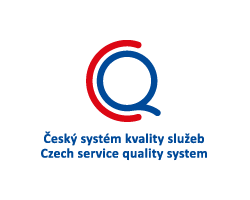 Český systém kvality služeb
Czech service quality system